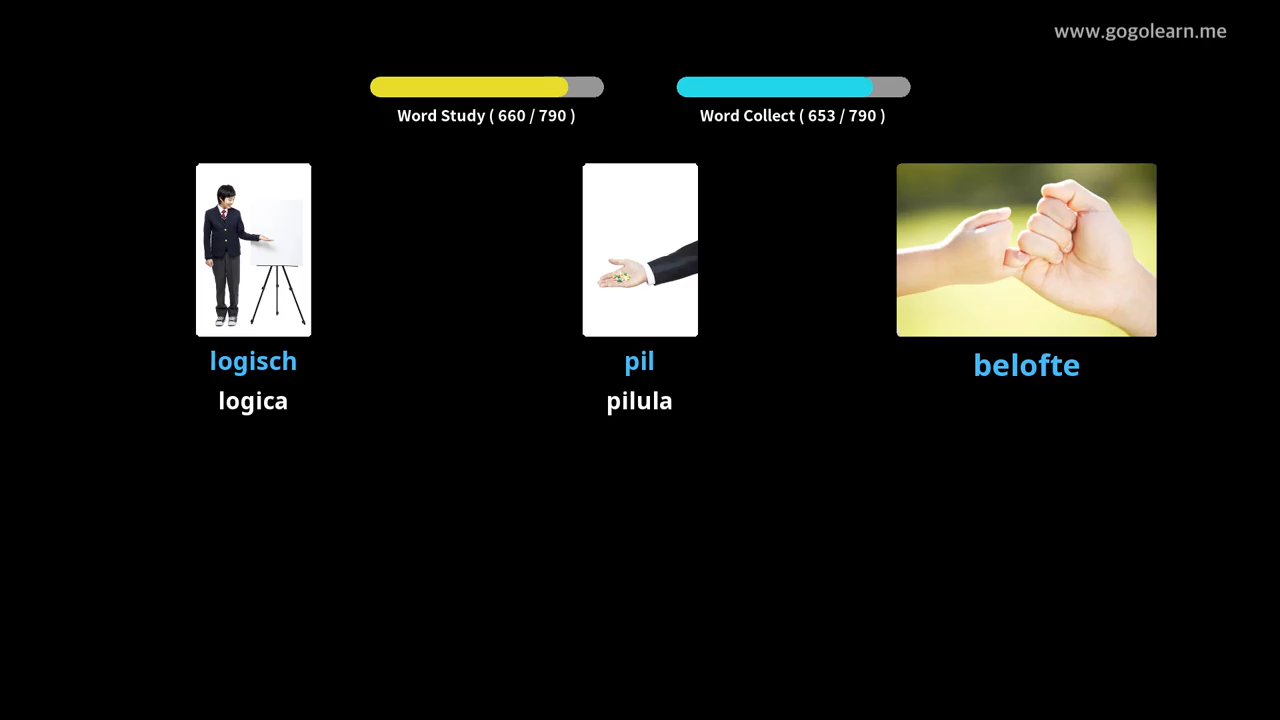 www.gogolearn.me
Word Study ( 660 / 790 )
Word Collect ( 653 / 790 )
logisch
logica
pil
pilula
belofte